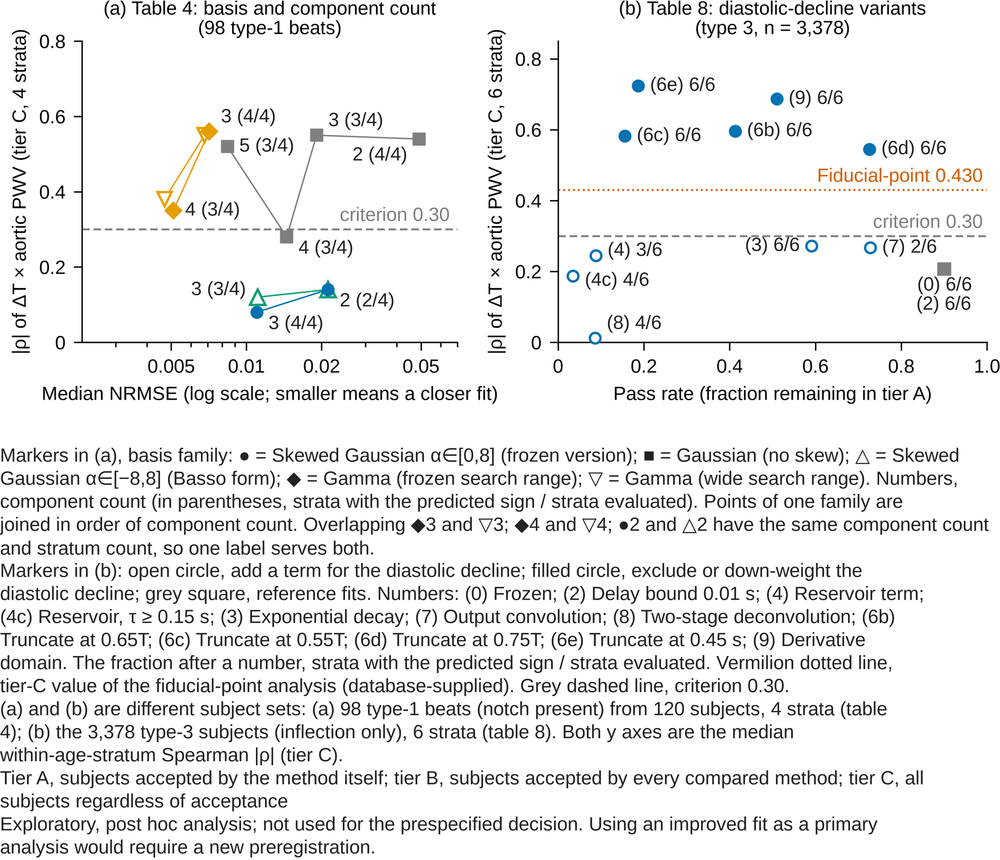 (a) Table 4: basis and component count
(98 type-1 beats)
|ρ| of ΔT × aortic PWV (tier C, 4 strata)
0.8
0.6
0.4
0.2
0
3 (4/4)
5 (3/4)
3 (3/4)
2 (4/4)
4 (3/4)
criterion 0.30
4 (3/4)
3 (3/4)
2 (2/4)
3 (4/4)
0.005
0.01
0.02
0.05
Median NRMSE (log scale; smaller means a closer fit)
(b) Table 8: diastolic-decline variants
(type 3, n = 3,378)
|ρ| of ΔT × aortic PWV (tier C, 6 strata)
0.8
0.6
0.4
0.2
0
(6e) 6/6
(9) 6/6
(6c) 6/6
(6b) 6/6
(6d) 6/6
Fiducial-point 0.430
criterion 0.30
(4) 3/6
(3) 6/6
(7) 2/6
(4c) 4/6
(0) 6/6
(2) 6/6
(8) 4/6
0
0.2
0.4
0.6
0.8
1.0
Pass rate (fraction remaining in tier A)
Markers in (a), basis family: ● = Skewed Gaussian α∈[0,8] (frozen version); ■ = Gaussian (no skew); △ = Skewed
Gaussian α∈[−8,8] (Basso form); ◆ = Gamma (frozen search range); ▽ = Gamma (wide search range). Numbers,
component count (in parentheses, strata with the predicted sign / strata evaluated). Points of one family are
joined in order of component count. Overlapping ◆3 and ▽3; ◆4 and ▽4; ●2 and △2 have the same component count
and stratum count, so one label serves both.
Markers in (b): open circle, add a term for the diastolic decline; filled circle, exclude or down-weight the
diastolic decline; grey square, reference fits. Numbers: (0) Frozen; (2) Delay bound 0.01 s; (4) Reservoir term;
(4c) Reservoir, τ ≥ 0.15 s; (3) Exponential decay; (7) Output convolution; (8) Two-stage deconvolution; (6b)
Truncate at 0.65T; (6c) Truncate at 0.55T; (6d) Truncate at 0.75T; (6e) Truncate at 0.45 s; (9) Derivative
domain. The fraction after a number, strata with the predicted sign / strata evaluated. Vermilion dotted line,
tier-C value of the fiducial-point analysis (database-supplied). Grey dashed line, criterion 0.30.
(a) and (b) are different subject sets: (a) 98 type-1 beats (notch present) from 120 subjects, 4 strata (table
4); (b) the 3,378 type-3 subjects (inflection only), 6 strata (table 8). Both y axes are the median
within-age-stratum Spearman |ρ| (tier C).
Tier A, subjects accepted by the method itself; tier B, subjects accepted by every compared method; tier C, all
subjects regardless of acceptance
Exploratory, post hoc analysis; not used for the prespecified decision. Using an improved fit as a primary
analysis would require a new preregistration.